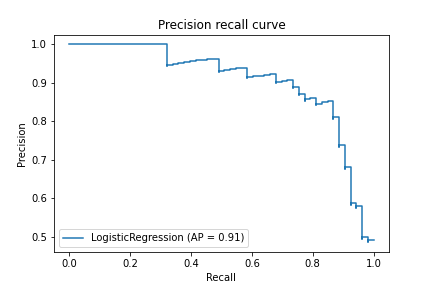 Precision recall curve
1.0
0.9
0.8
0.7
0.6
0.5
Precision
LogisticRegression (AP = 0.91)
0.0 0.2 0.4 0.6 0.8 1.0
Recall